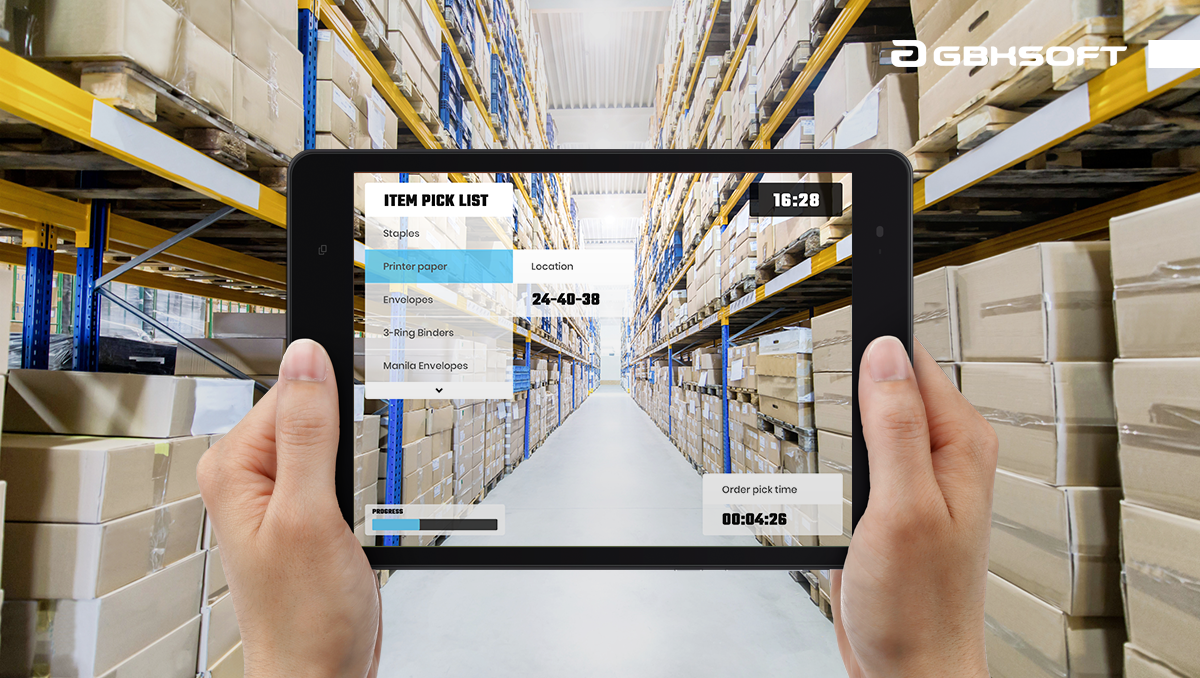 GBKSOFT
ITEM PICK LIST
16:28
Staples
Printer paper
Location
Envelopes
24-40-38
3-Ring Binders
Manila Envelopes
Order pick time
PROGRESS
00:04:26